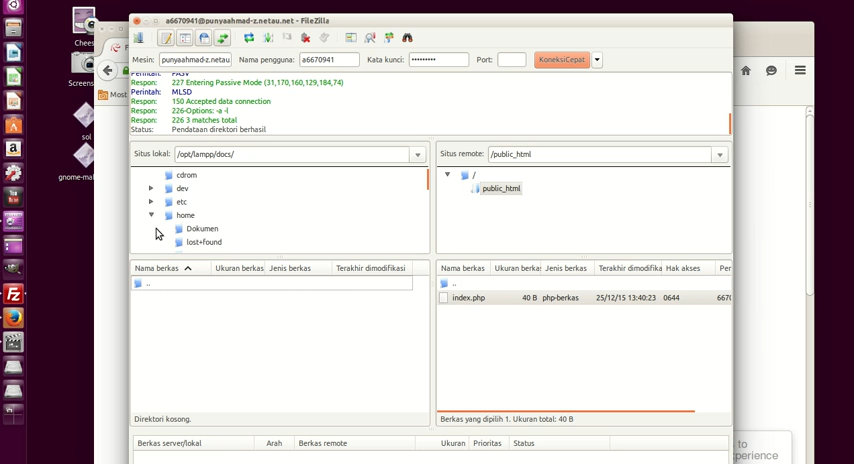 a6670941@punyaahmad-z.netau.net - FileZilla
Chees
Screens
sol
gnome-mal
Most
Mesin: punyaahmad-z.netau Nama pengguna: a6670941 Kata kunci: ••••••••• Port: KoneksiCepat
Perintah: PASV
Respon: 227 Entering Passive Mode (31,170,160,129,184,74)
Perintah: MLSD
Respon: 150 Accepted data connection
Respon: 226-Options: -a -l
Respon: 226 3 matches total
Status: Pendataan direktori berhasil
Situs lokal: /opt/lampp/docs/
cdrom
dev
etc
home
Dokumen
lost+found
Situs remote: /public_html
/
public_html
Nama berkas Ukuran berkas Jenis berkas Terakhir dimodifikasi
..
Direktori kosong.
Nama berkas Ukuran berkas Jenis berkas Terakhir dimodifika Hak akses Per
..
index.php 40 B php-berkas 25/12/15 13:40:23 0644 6670
Berkas yang dipilih 1. Ukuran total: 40 B
Berkas server/lokal Arah Berkas remote Ukuran Prioritas Status
to
perience